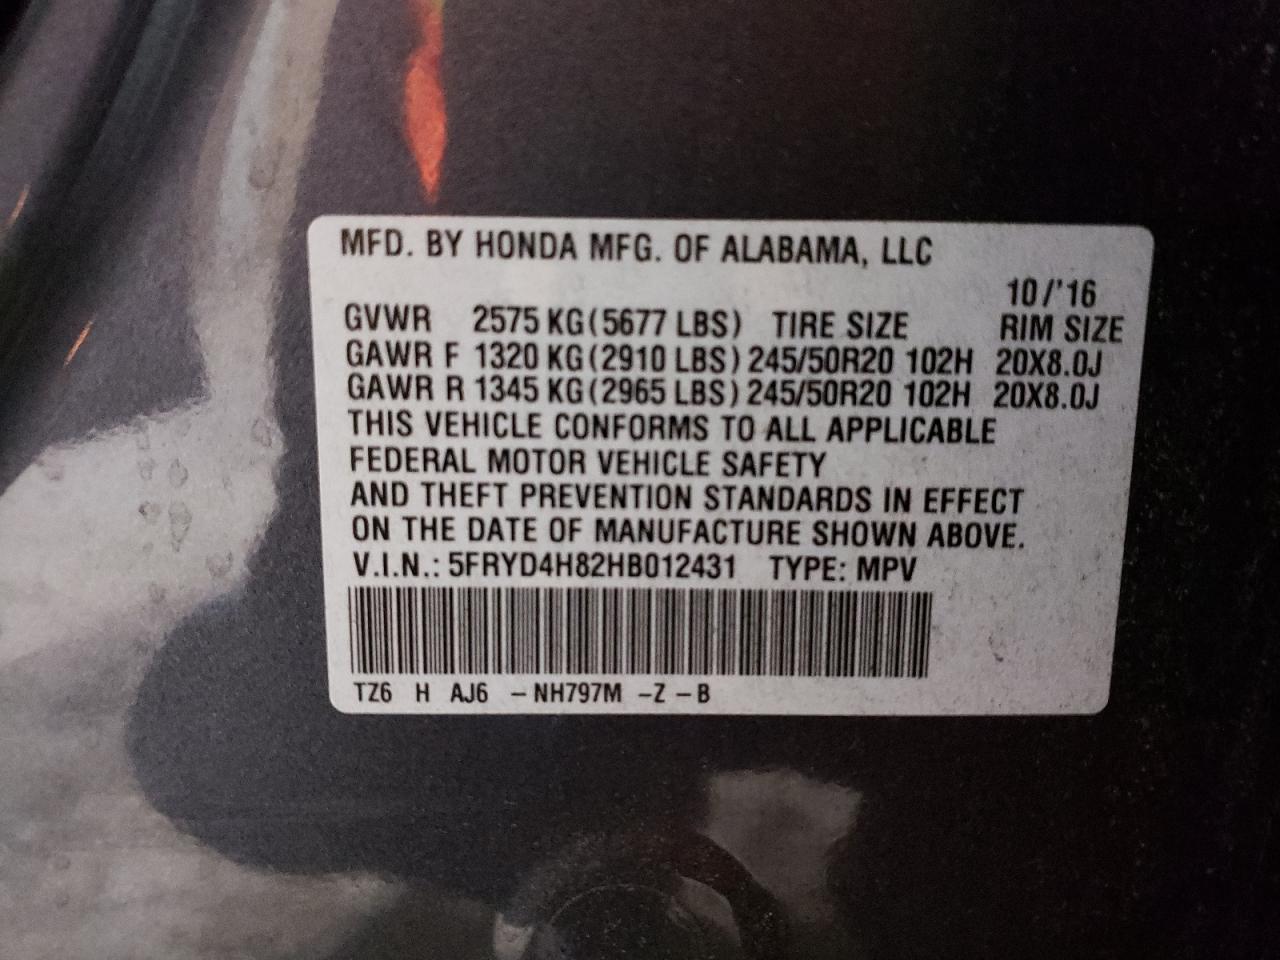 MFD. BY HONDA MFG. OF ALABAMA, LLC
10/'16
GVWR 2575 KG(5677 LBS) TIRE SIZE RIM SIZE
GAWR F 1320 KG(2910 LBS) 245/50R20 102H 20X8.0J
GAWR R 1345 KG(2965 LBS) 245/50R20 102H 20X8.0J
THIS VEHICLE CONFORMS TO ALL APPLICABLE
FEDERAL MOTOR VEHICLE SAFETY
AND THEFT PREVENTION STANDARDS IN EFFECT
ON THE DATE OF MANUFACTURE SHOWN ABOVE.
V.I.N.: 5FRYD4H82HB012431 TYPE: MPV
TZ6 H AJ6 -NH797M -Z -B